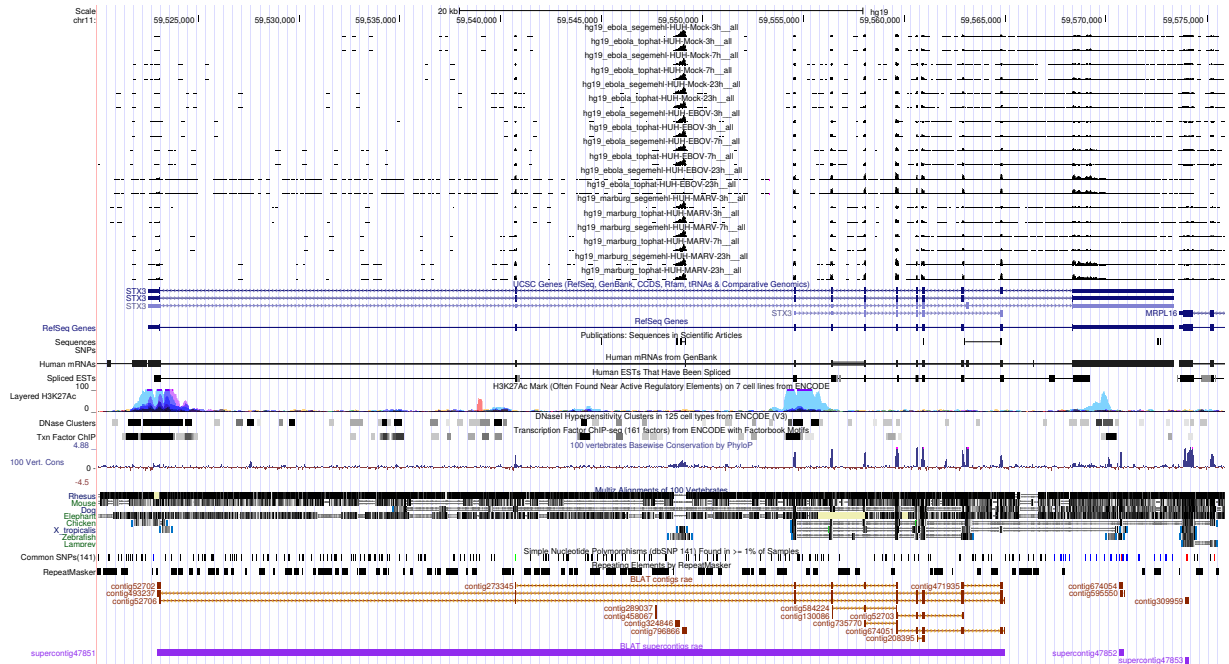 Scale 20 kb hg19
chr11: 59,525,000 59,530,000 59,535,000 59,540,000 59,545,000 59,550,000 59,555,000 59,560,000 59,565,000 59,570,000 59,575,000
hg19_ebola_segemehl-HUH-Mock-3h__all
hg19_ebola_tophat-HUH-Mock-3h__all
hg19_ebola_segemehl-HUH-Mock-7h__all
hg19_ebola_tophat-HUH-Mock-7h__all
hg19_ebola_segemehl-HUH-Mock-23h__all
hg19_ebola_tophat-HUH-Mock-23h__all
hg19_ebola_segemehl-HUH-EBOV-3h__all
hg19_ebola_tophat-HUH-EBOV-3h__all
hg19_ebola_segemehl-HUH-EBOV-7h__all
hg19_ebola_tophat-HUH-EBOV-7h__all
hg19_ebola_segemehl-HUH-EBOV-23h__all
hg19_ebola_tophat-HUH-EBOV-23h__all
hg19_marburg_segemehl-HUH-MARV-3h__all
hg19_marburg_tophat-HUH-MARV-3h__all
hg19_marburg_segemehl-HUH-MARV-7h__all
hg19_marburg_tophat-HUH-MARV-7h__all
hg19_marburg_segemehl-HUH-MARV-23h__all
hg19_marburg_tophat-HUH-MARV-23h__all
UCSC Genes (RefSeq, GenBank, CCDS, Rfam, tRNAs & Comparative Genomics)
STX3
STX3
STX3
STX3 MRPL16
RefSeq Genes
RefSeq Genes
Publications: Sequences in Scientific Articles
Sequences
SNPs
Human mRNAs from GenBank
Human mRNAs
Human ESTs That Have Been Spliced
Spliced ESTs
100
H3K27Ac Mark (Often Found Near Active Regulatory Elements) on 7 cell lines from ENCODE
Layered H3K27Ac
0
DNaseI Hypersensitivity Clusters in 125 cell types from ENCODE (V3)
DNase Clusters
Transcription Factor ChIP-seq (161 factors) from ENCODE with Factorbook Motifs
Txn Factor ChIP
4.88
100 vertebrates Basewise Conservation by PhyloP
100 Vert. Cons
0
-4.5
Multiz Alignments of 100 Vertebrates
Rhesus
Mouse
Dog
Elephant
Chicken
X_tropicalis
Zebrafish
Lamprey
Simple Nucleotide Polymorphisms (dbSNP 141) Found in >= 1% of Samples
Common SNPs(141)
Repeating Elements by RepeatMasker
RepeatMasker
BLAT contigs rae
contig52702 contig273345 contig471935 contig674054
contig493237 contig595550
contig52706 contig309959
contig289037 contig584224
contig458067 contig130086 contig52703
contig324846 contig735770
contig796866 contig674051
contig208395
BLAT supercontigs rae
supercontig47851 supercontig47852
supercontig47853